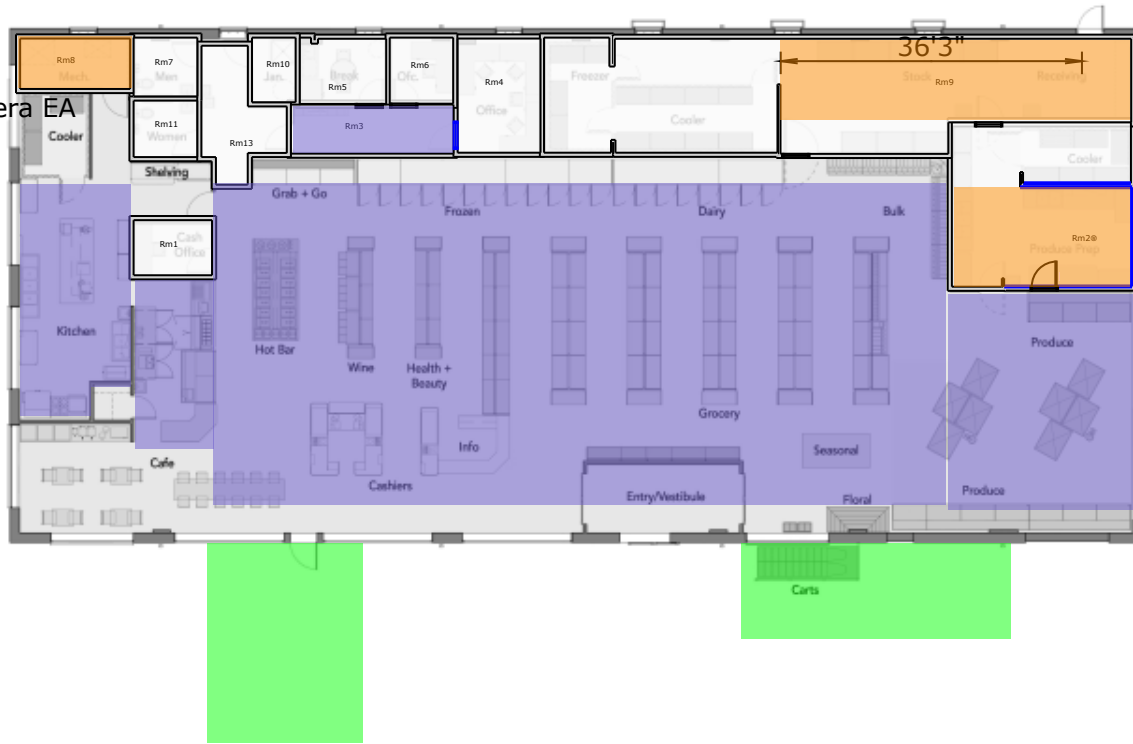 36'3"
Rm8
Mech.
Rm7
Men
Rm10
Jan.
Break
Rm5
Rm6
Ofc.
Rm4
Office
Freezer
Cooler
Stock
Receiving
Rm9
era EA
Cooler
Rm11
Women
Rm13
Rm3
Cooler
Shelving
Grab + Go
Frozen
Dairy
Bulk
Rm1
Cash
Office
Rm2
Produce Prep
Kitchen
Hot Bar
Wine
Health +
Beauty
Produce
Grocery
Info
Seasonal
Cafe
Cashiers
Entry/Vestibule
Floral
Produce
Carts